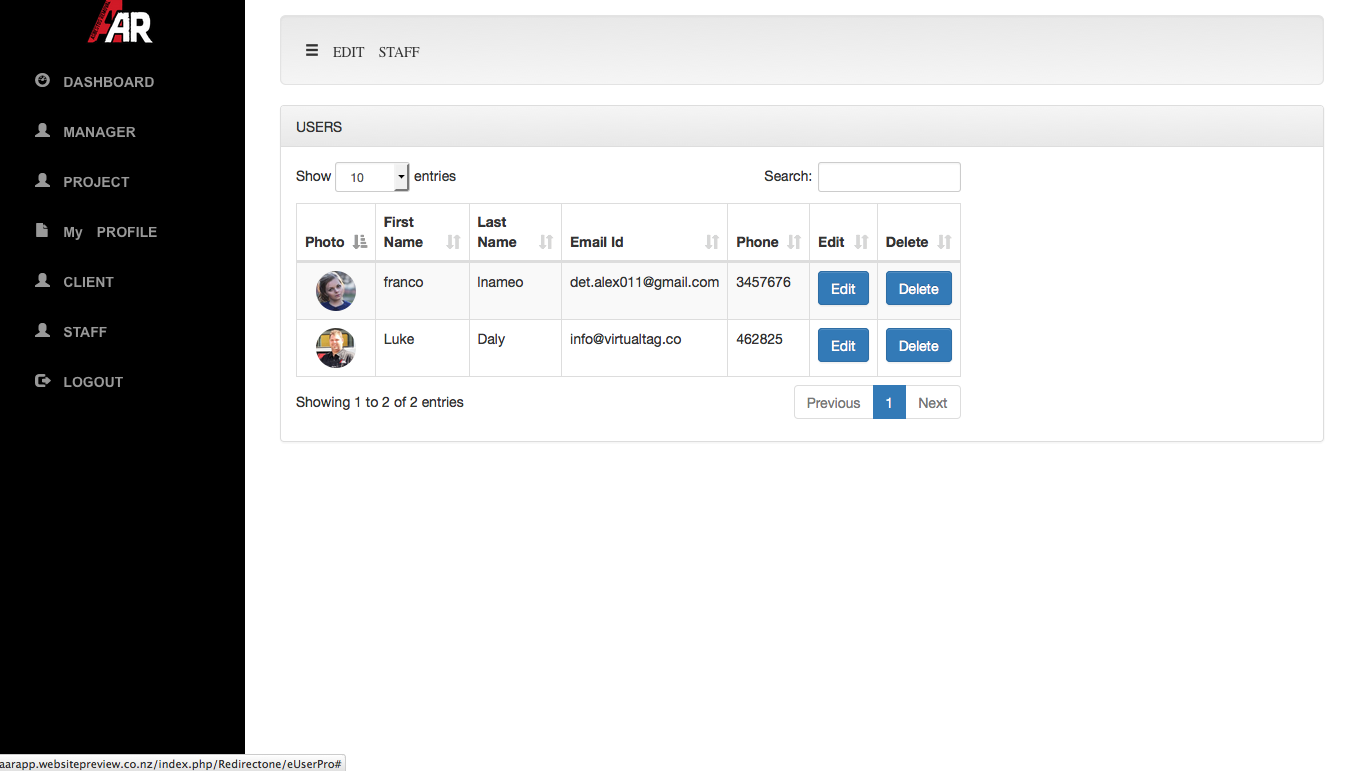 AAR
DASHBOARD
MANAGER
PROJECT
My PROFILE
CLIENT
STAFF
LOGOUT
EDIT STAFF
USERS
Show 10 entries
Search:
Photo First Name Last Name Email Id Phone Edit Delete
franco Inameo det.alex011@gmail.com 3457676 Edit Delete
Luke Daly info@virtualtag.co 462825 Edit Delete
Showing 1 to 2 of 2 entries
Previous 1 Next
aarapp.websitepreview.co.nz/index.php/Redirectone/eUserPro#